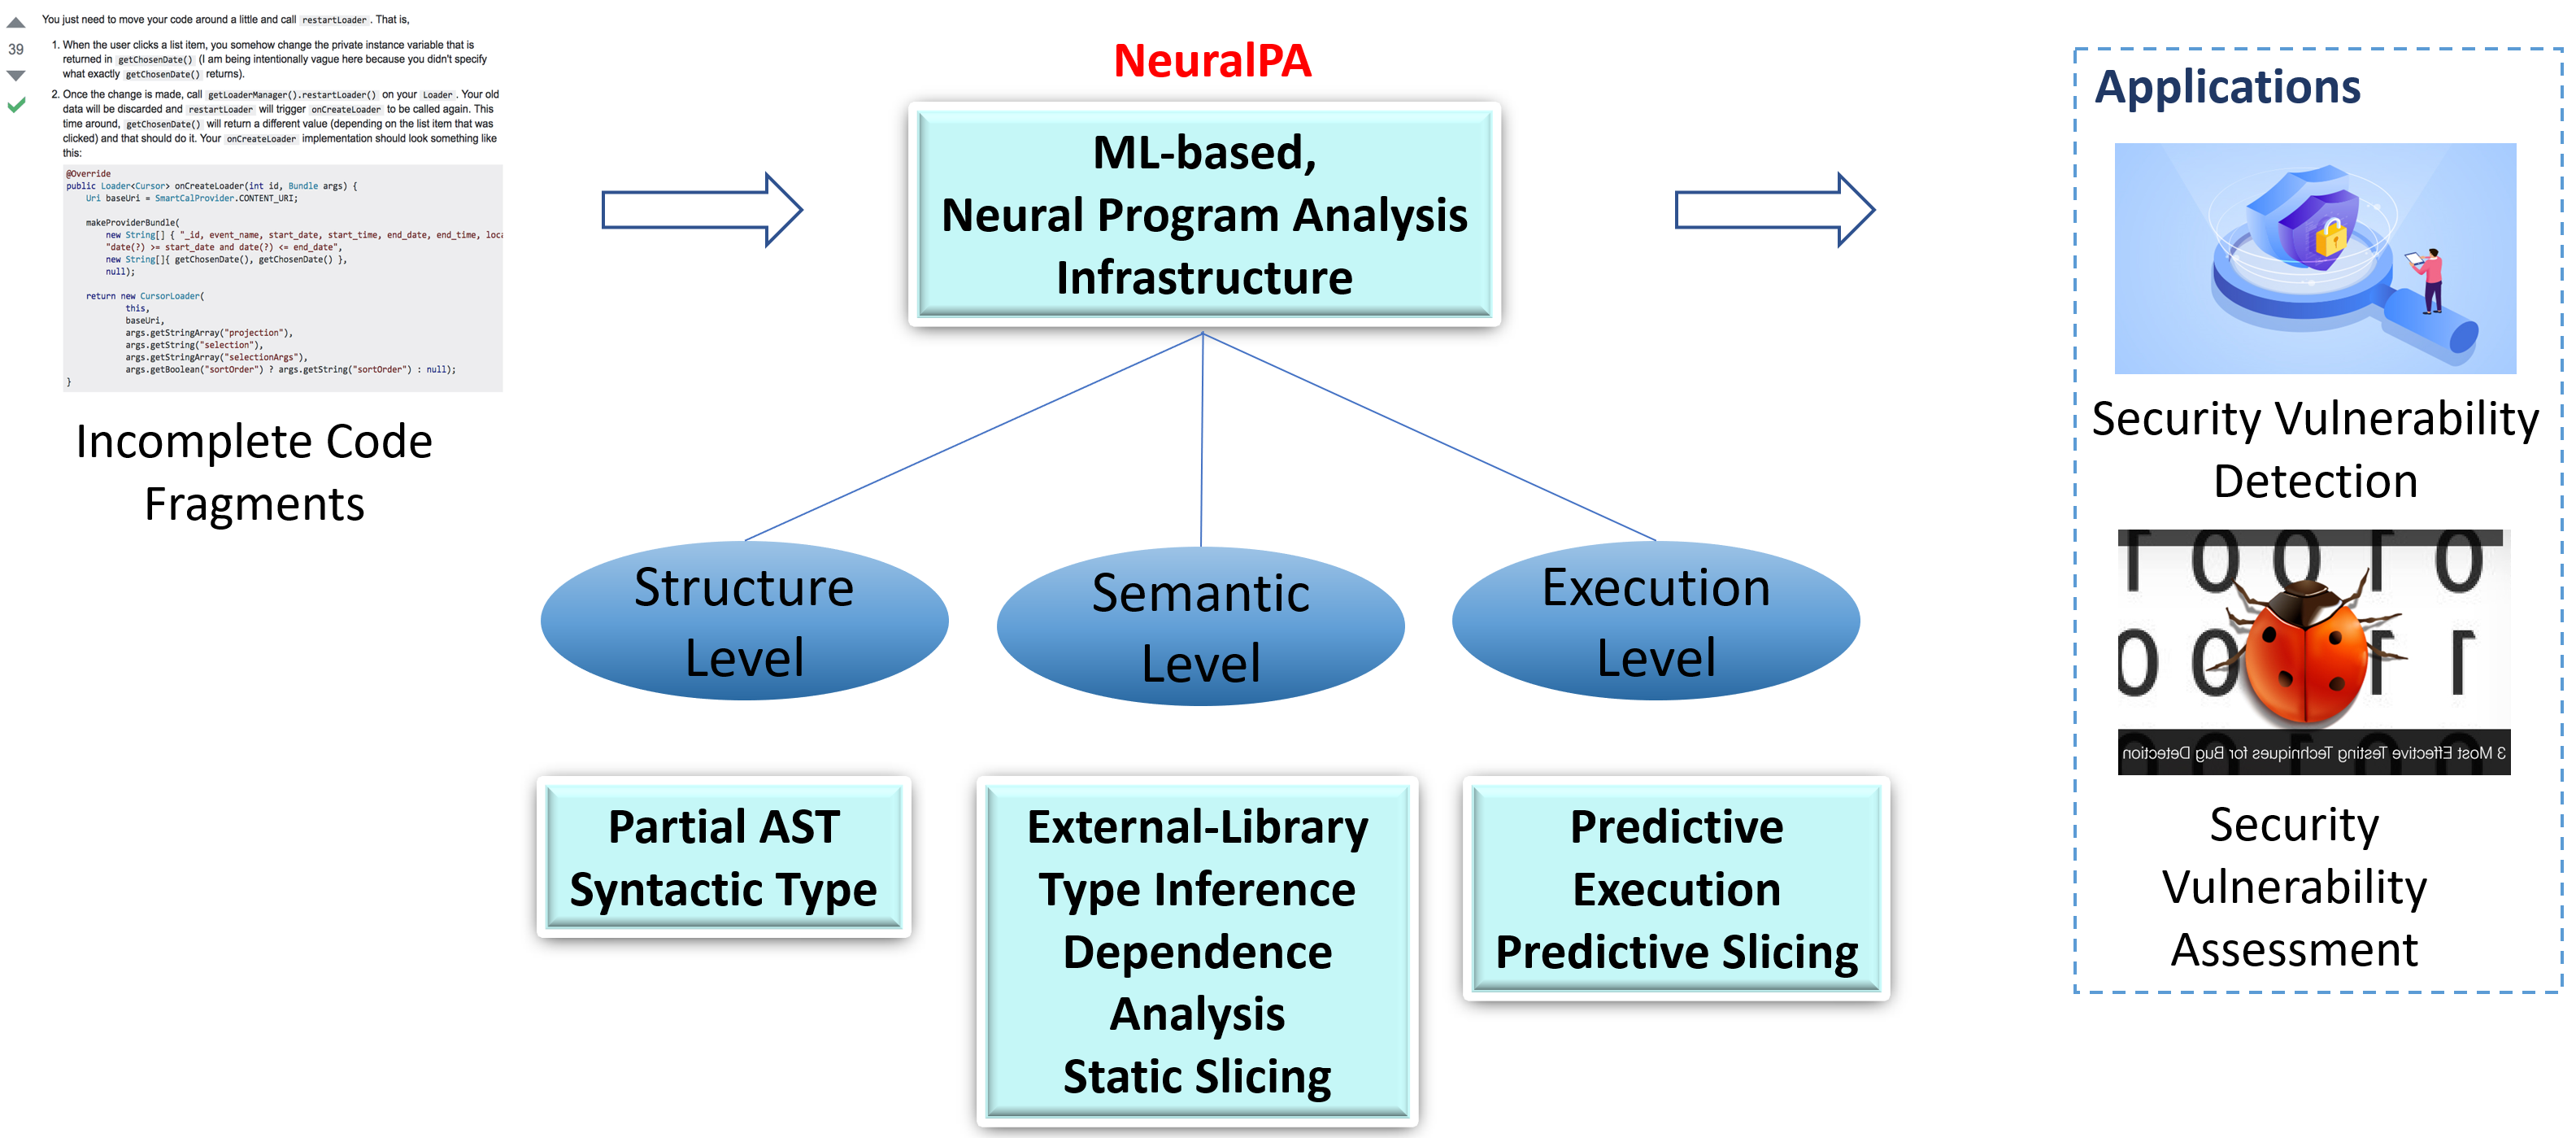 You just need to move your code around a little and call restartLoader. That is,
39
1. When the user clicks a list item, you somehow change the private instance variable that is
returned in getChosenDate() (I am being intentionally vague here because you didn't specify
what exactly getChosenDate() returns).
2. Once the change is made, call getLoaderManager().restartLoader() on your Loader. Your old
data will be discarded and restartLoader will trigger onCreateLoader to be called again. This
time around, getChosenDate() will return a different value (depending on the list item that was
clicked) and that should do it. Your onCreateLoader implementation should look something like
this:
@Override
public Loader<Cursor> onCreateLoader(int id, Bundle args) {
Uri baseUri = SmartCalProvider.CONTENT_URI;
makeProviderBundle(
new String[] { "_id, event_name, start_date, start_time, end_date, end_time, loca
"date(?) >= start_date and date(?) <= end_date",
new String[]{ getChosenDate(), getChosenDate() },
null);
return new CursorLoader(
this,
baseUri,
args.getStringArray("projection"),
args.getString("selection"),
args.getStringArray("selectionArgs"),
args.getBoolean("sortOrder") ? args.getString("sortOrder") : null);
}
Incomplete Code
Fragments
NeuralPA
ML-based,
Neural Program Analysis
Infrastructure
Structure
Level
Semantic
Level
Execution
Level
Partial AST
Syntactic Type
External-Library
Type Inference
Dependence
Analysis
Static Slicing
Predictive
Execution
Predictive Slicing
Applications
Security Vulnerability
Detection
3 Most Effective Testing Techniques for Bug Detection
Security
Vulnerability
Assessment